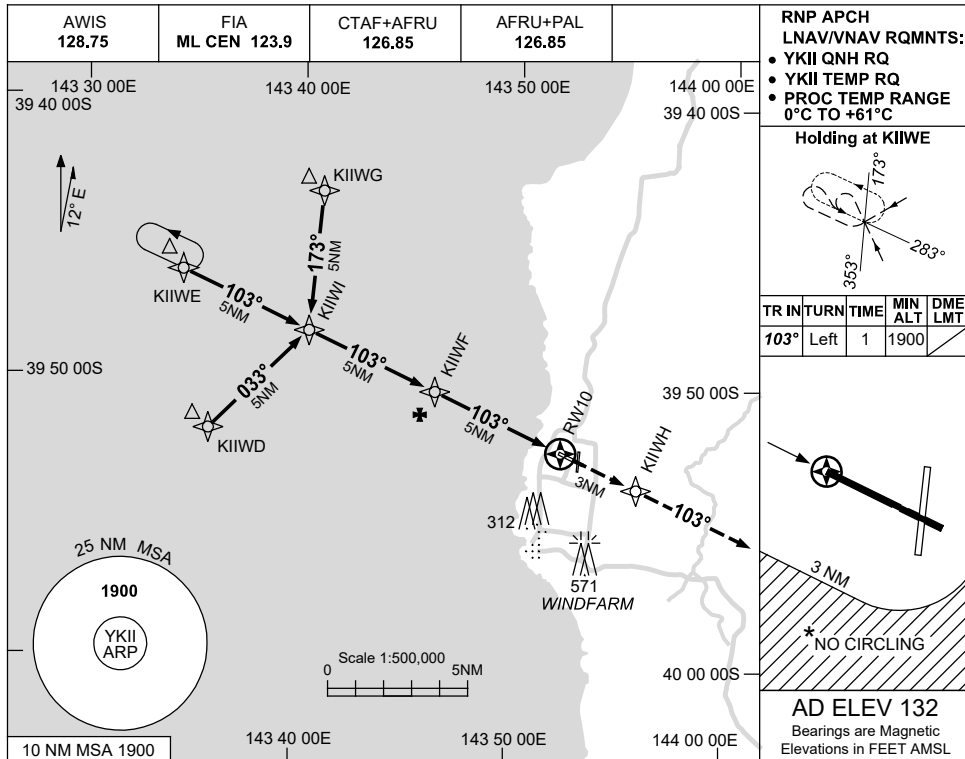 AWIS
128.75
FIA
ML CEN 123.9
CTAF+AFRU
126.85
AFRU+PAL
126.85
RNP APCH
LNAV/VNAV RQMNTS:
• YKII QNH RQ
• YKII TEMP RQ
• PROC TEMP RANGE
0°C TO +61°C
143 30 00E
143 40 00E
143 50 00E
144 00 00E
39 40 00S
39 40 00S
12° E
KIIWG
173°
5NM
KIIWE
103°
5NM
KIIWI
103°
5NM
KIIWF
033°
5NM
KIIWD
103°
5NM
RW10
3NM
KIIWH
103°
39 50 00S
39 50 00S
312
571
WINDFARM
25 NM MSA
1900
YKII
ARP
Scale 1:500,000
0
5NM
40 00 00S
10 NM MSA 1900
143 40 00E
143 50 00E
144 00 00E
Holding at KIIWE
173°
283°
353°
TR IN TURN TIME MIN ALT DME LMT
103° Left 1 1900
3 NM
*NO CIRCLING
AD ELEV 132
Bearings are Magnetic
Elevations in FEET AMSL